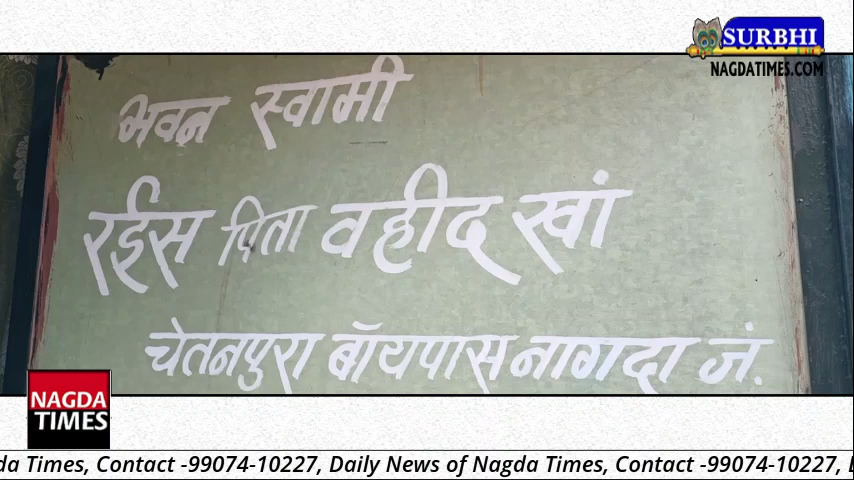 SURBHI
NAGDATIMES.COM
भवन स्वामी
रईस पिता वहीद खां
चेतनपुरा बॉयपास नागदा जं.
NAGDA
TIMES
da Times, Contact -99074-10227, Daily News of Nagda Times, Contact -99074-10227,